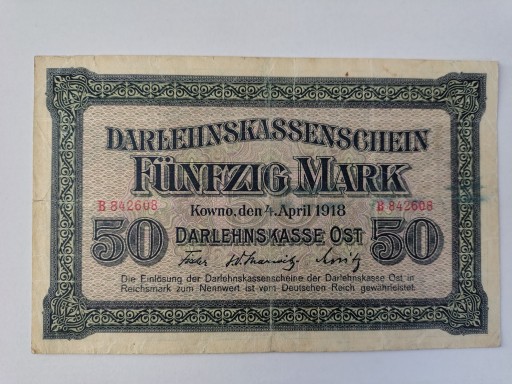 DARLEHNSKASSENSCHEIN
FÜNFZIG MARK
B 842608 B 842608
Kowno, den 4. April 1918
50 DARLEHNSKASSE OST 50
Die Einlösung der Darlehnskassenscheine der Darlehnskasse Ost in
Reichsmark zum Nennwert ist vom Deutschen Reich gewährleistet.